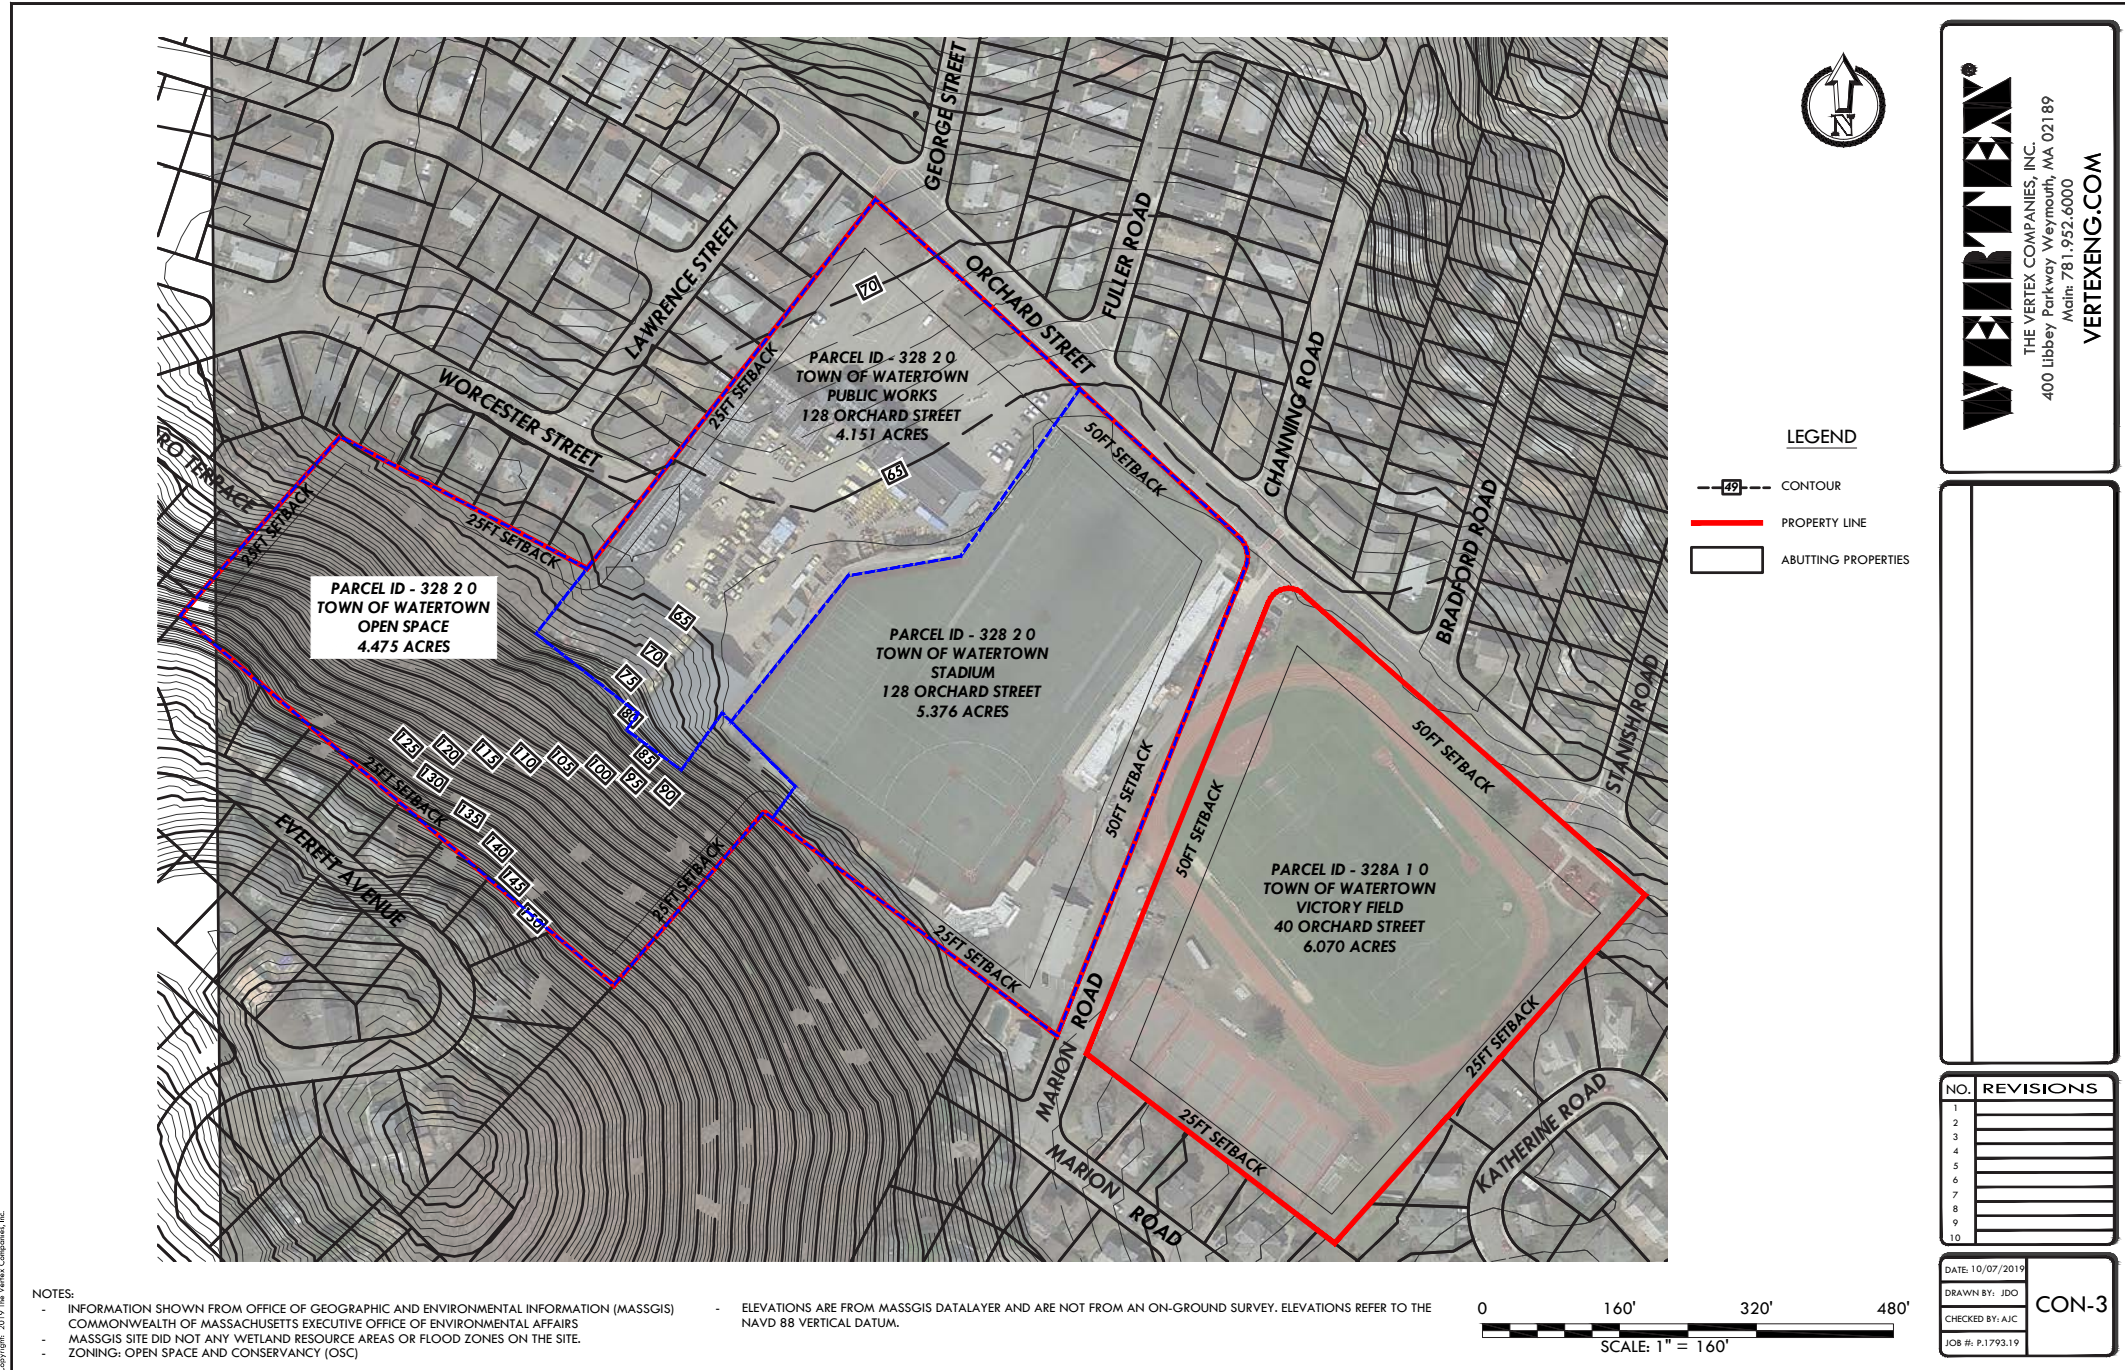 GEORGE STREET
FULLER ROAD
ORCHARD STREET
LAWRENCE STREET
WORCESTER STREET
CHANNING ROAD
BRADFORD ROAD
STANISH ROAD
RO TERRACE
EVERETT AVENUE
MARION ROAD
MARION ROAD
KATHERINE ROAD
70
PARCEL ID - 328 2 0
TOWN OF WATERTOWN
PUBLIC WORKS
128 ORCHARD STREET
4.151 ACRES
65
25FT SETBACK
50FT SETBACK
25FT SETBACK
25FT SETBACK
PARCEL ID - 328 2 0
TOWN OF WATERTOWN
OPEN SPACE
4.475 ACRES
65
70
75
80
85
90
95
100
105
110
115
120
125
130
135
140
145
150
25FT SETBACK
25FT SETBACK
PARCEL ID - 328 2 0
TOWN OF WATERTOWN
STADIUM
128 ORCHARD STREET
5.376 ACRES
50FT SETBACK
25FT SETBACK
50FT SETBACK
50FT SETBACK
PARCEL ID - 328A 1 0
TOWN OF WATERTOWN
VICTORY FIELD
40 ORCHARD STREET
6.070 ACRES
25FT SETBACK
25FT SETBACK
N
LEGEND
49 CONTOUR
PROPERTY LINE
ABUTTING PROPERTIES
VERTEX®
THE VERTEX COMPANIES, INC.
400 Libbey Parkway Weymouth, MA 02189
Main: 781.952.6000
VERTEXENG.COM
NO. REVISIONS
1
2
3
4
5
6
7
8
9
10
DATE: 10/07/2019
DRAWN BY: JDO
CHECKED BY: AJC
JOB #: P.1793.19
CON-3
NOTES:
- INFORMATION SHOWN FROM OFFICE OF GEOGRAPHIC AND ENVIRONMENTAL INFORMATION (MASSGIS)
COMMONWEALTH OF MASSACHUSETTS EXECUTIVE OFFICE OF ENVIRONMENTAL AFFAIRS
- MASSGIS SITE DID NOT ANY WETLAND RESOURCE AREAS OR FLOOD ZONES ON THE SITE.
- ZONING: OPEN SPACE AND CONSERVANCY (OSC)
- ELEVATIONS ARE FROM MASSGIS DATALAYER AND ARE NOT FROM AN ON-GROUND SURVEY. ELEVATIONS REFER TO THE
NAVD 88 VERTICAL DATUM.
0 160' 320' 480'
SCALE: 1" = 160'
Copyright: 2019 The Vertex Companies, Inc.